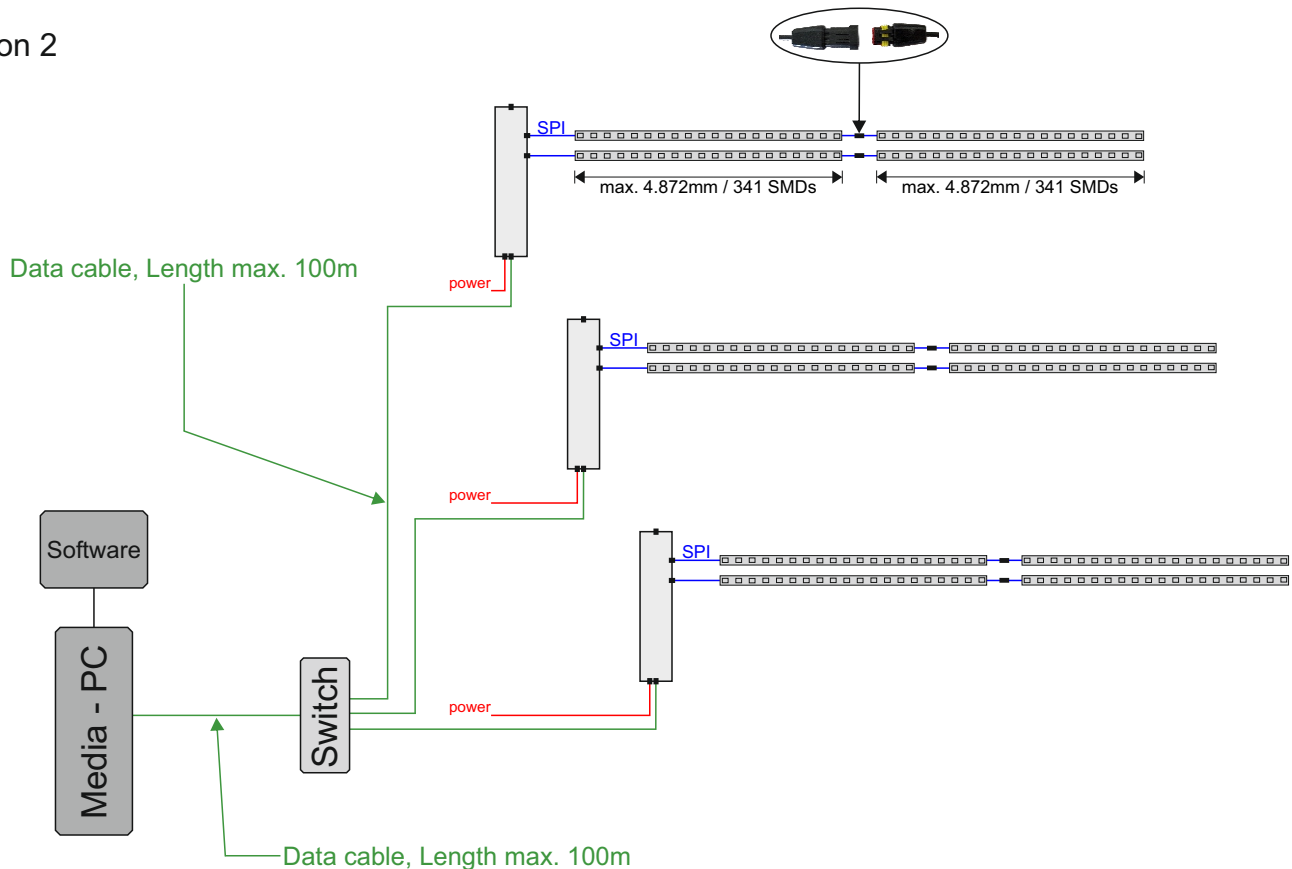 on 2
SPI
max. 4.872mm / 341 SMDs
max. 4.872mm / 341 SMDs
Data cable, Length max. 100m
power
SPI
power
Software
SPI
Media - PC
Switch
power
Data cable, Length max. 100m